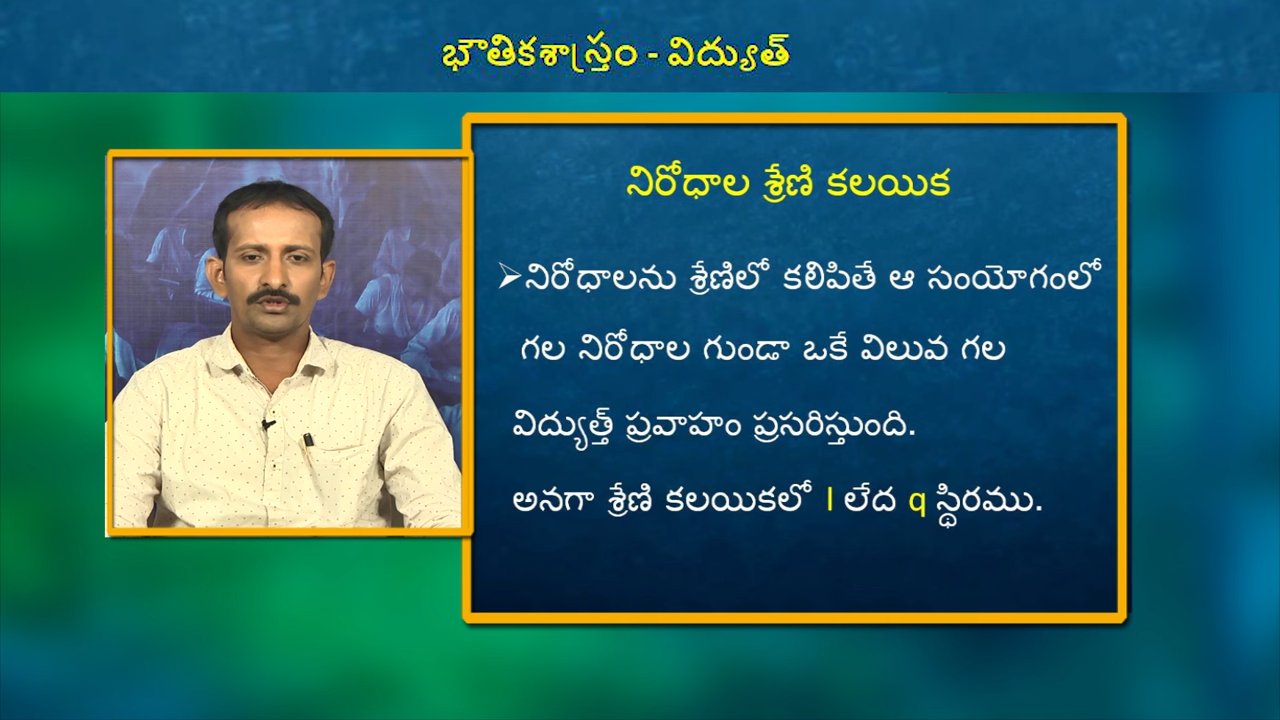 భౌతికశాస్త్రం - విద్యుత్
నిరోధాల శ్రేణి కలయిక
➢నిరోధాలను శ్రేణిలో కలిపితే ఆ సంయోగంలో
గల నిరోధాల గుండా ఒకే విలువ గల
విద్యుత్త్ ప్రవాహం ప్రసరిస్తుంది.
అనగా శ్రేణి కలయికలో I లేద q స్థిరము.